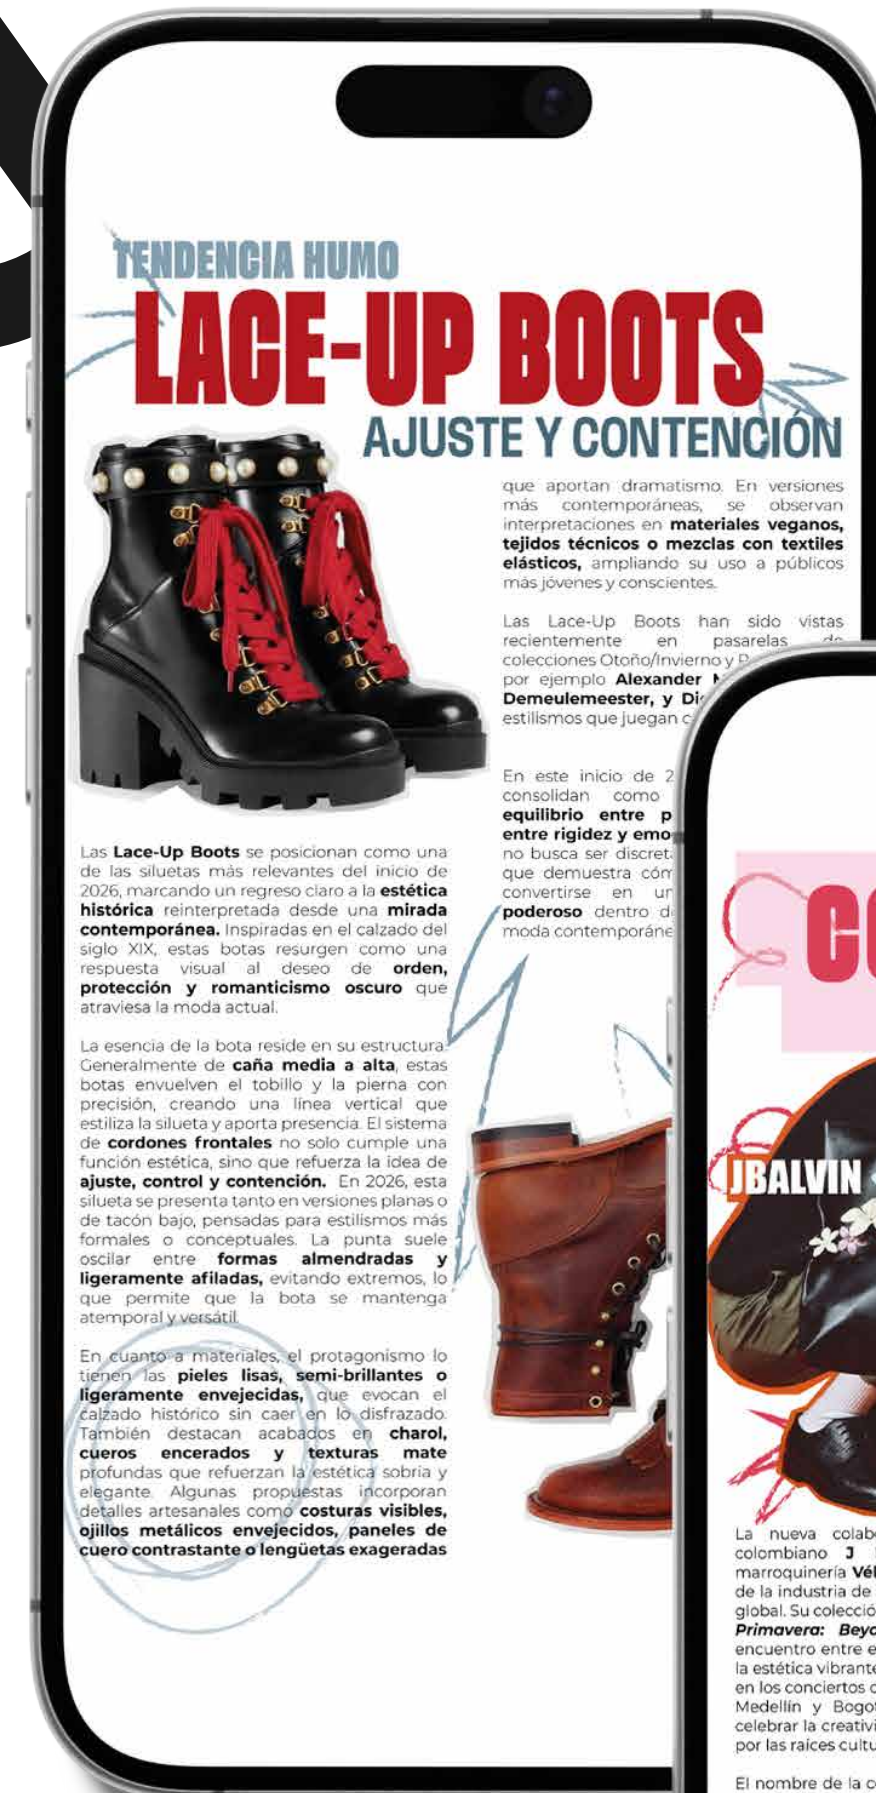 TENDENCIA HUMO
LACE-UP BOOTS
AJUSTE Y CONTENCIÓN
Las Lace-Up Boots se posicionan como una
de las siluetas más relevantes del inicio de
2026, marcando un regreso claro a la estética
histórica reinterpretada desde una mirada
contemporánea. Inspiradas en el calzado del
siglo XIX, estas botas resurgen como una
respuesta visual al deseo de orden,
protección y romanticismo oscuro que
atraviesa la moda actual.
La esencia de la bota reside en su estructura.
Generalmente de caña media a alta, estas
botas envuelven el tobillo y la pierna con
precisión, creando una línea vertical que
estiliza la silueta y aporta presencia. El sistema
de cordones frontales no solo cumple una
función estética, sino que refuerza la idea de
ajuste, control y contención. En 2026, esta
silueta se presenta tanto en versiones planas o
de tacón bajo, pensadas para estilismos más
formales o conceptuales. La punta suele
oscilar entre formas almendradas y
ligeramente afiladas, evitando extremos, lo
que permite que la bota se mantenga
atemporal y versátil.
En cuanto a materiales, el protagonismo lo
tienen las pieles lisas, semi-brillantes o
ligeramente envejecidas, que evocan el
calzado histórico sin caer en lo disfrazado.
También destacan acabados en charol,
cueros encerados y texturas mate
profundas que refuerzan la estética sobria y
elegante. Algunas propuestas incorporan
detalles artesanales como costuras visibles,
ojillos metálicos envejecidos, paneles de
cuero contrastante o lengüetas exageradas
que aportan dramatismo. En versiones
más contemporáneas, se observan
interpretaciones en materiales veganos,
tejidos técnicos o mezclas con textiles
elásticos, ampliando su uso a públicos
más jóvenes y conscientes.
Las Lace-Up Boots han sido vistas
recientemente en pasarelas de
colecciones Otoño/Invierno y
por ejemplo Alexander
Demeulemeester, y
estilismos que juegan
En este inicio de
consolidan como
equilibrio entre
entre rigidez y
no busca ser
que demuestra
convertirse en
poderoso dentro
moda
JBALVIN
La nueva
colombiano J
marroquinería
de la industria de
global. Su
Primavera:
encuentro entre
la estética
en los conciertos
Medellín y
celebrar la
por las raíces
El nombre de la